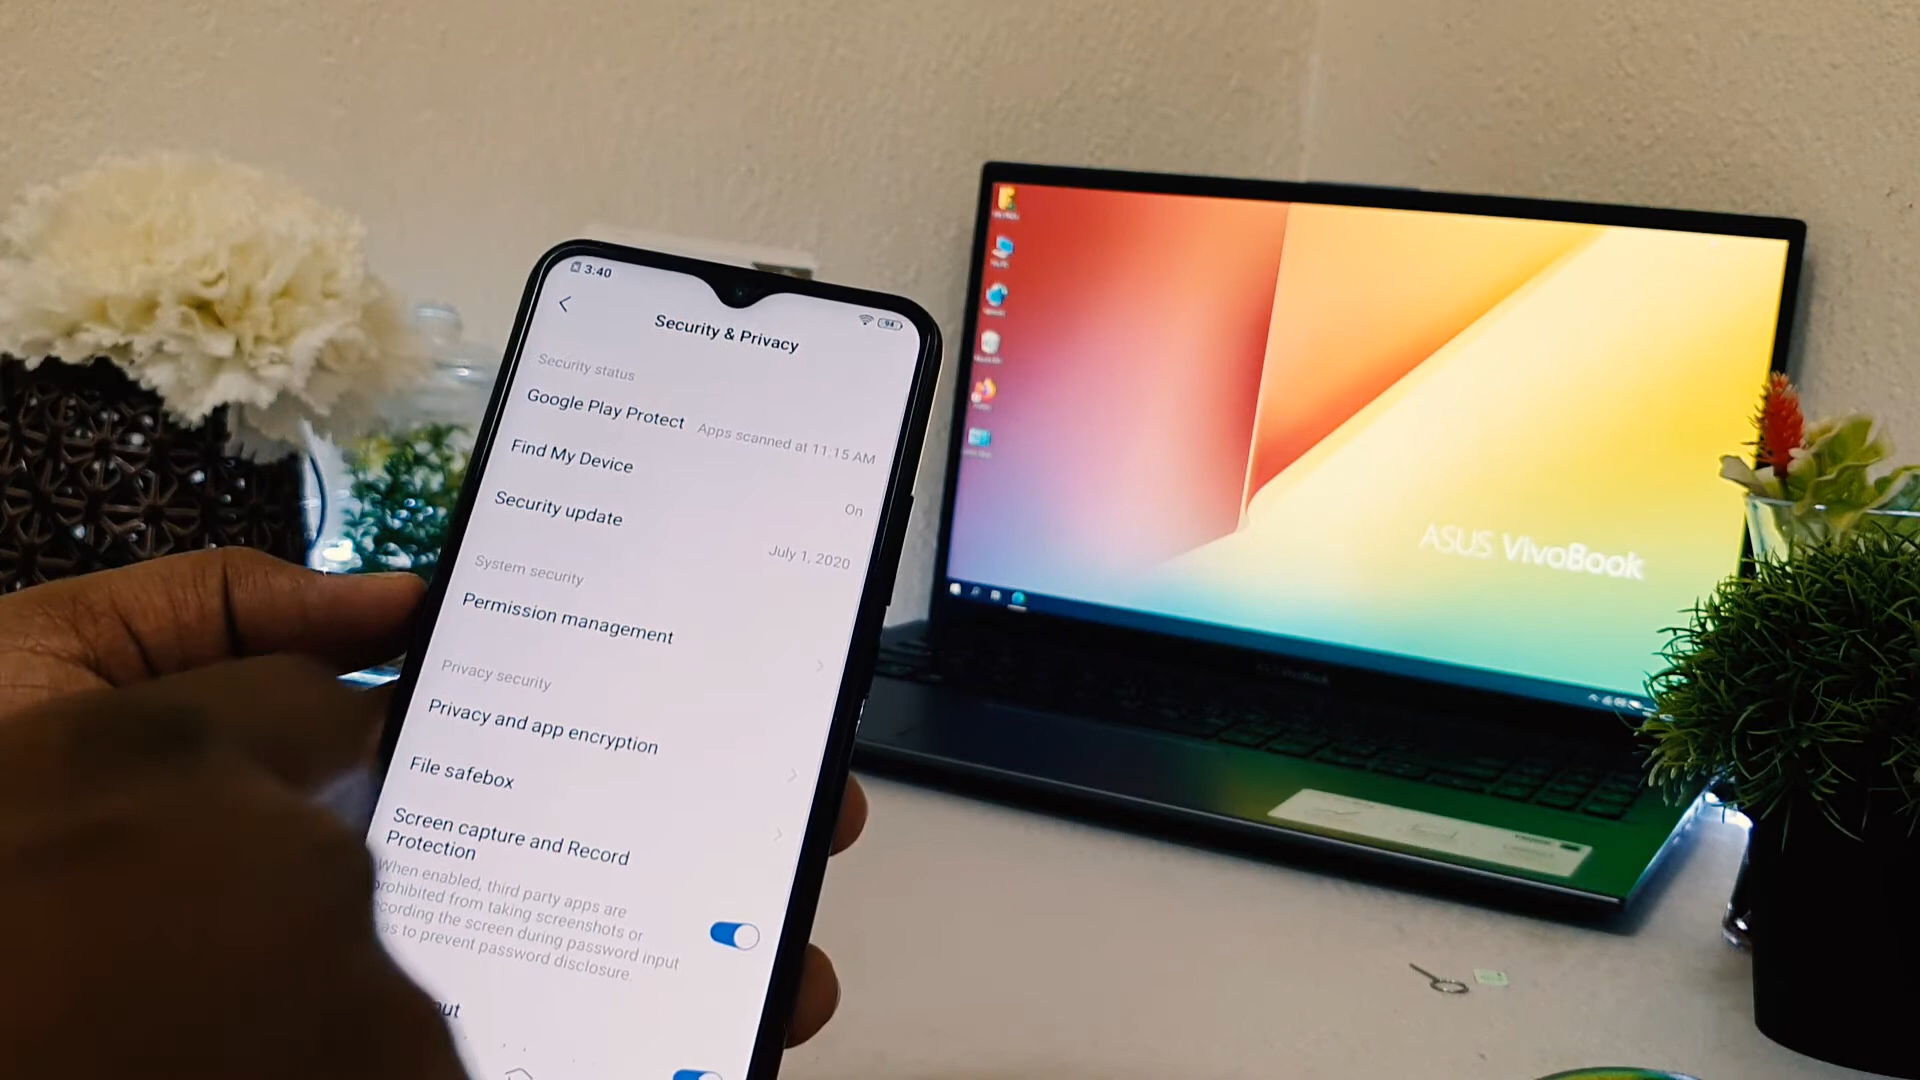 3:40
94
Security & Privacy
Security status
Google Play Protect
Apps scanned at 11:15 AM
Find My Device
On
Security update
July 1, 2020
System security
Permission management
Privacy security
Privacy and app encryption
File safebox
Screen capture and Record
Protection
When enabled, third party apps are
prohibited from taking screenshots or
recording the screen during password input
as to prevent password disclosure.
ASUS VivoBook